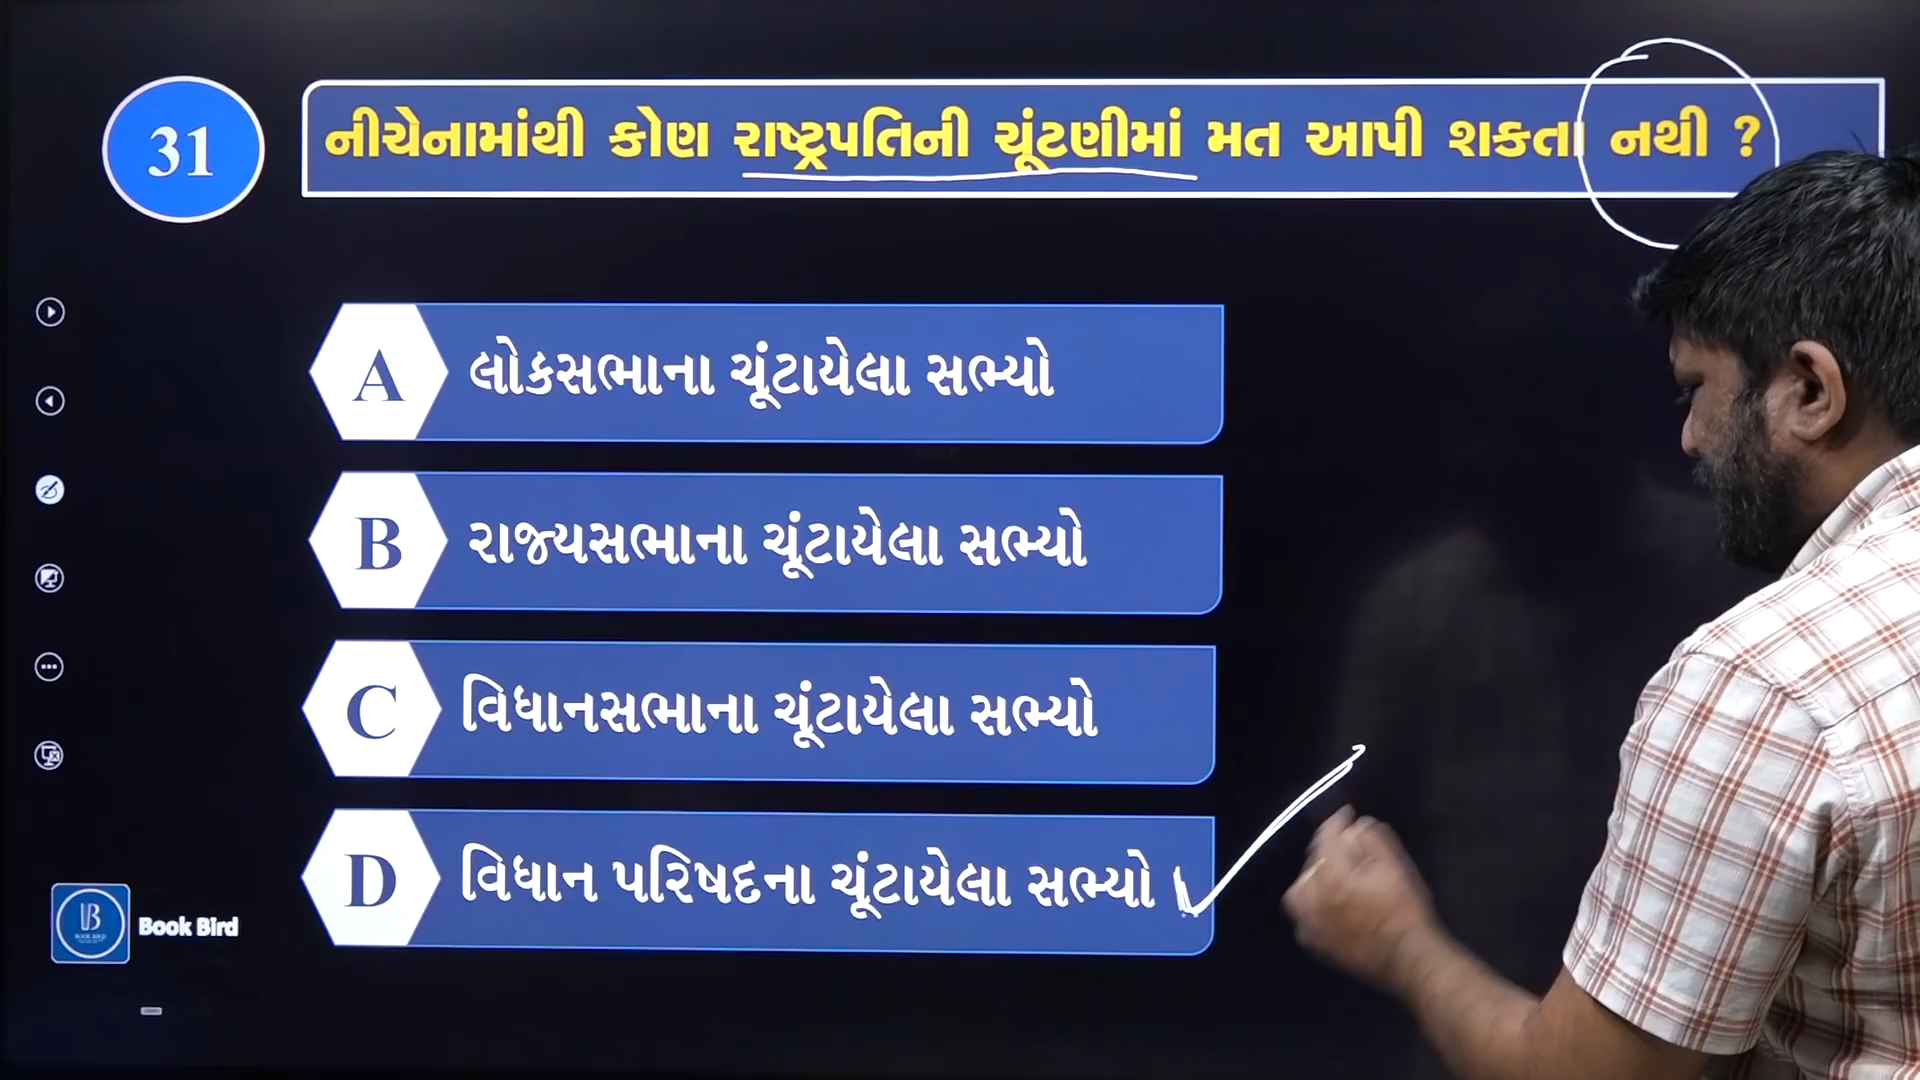 31
નીચેનામાંથી કોણ રાષ્ટ્રપતિની ચૂંટણીમાં મત આપી શકતા નથી ?
A લોકસભાના ચૂંટાયેલા સભ્યો
B રાજ્યસભાના ચૂંટાયેલા સભ્યો
C વિધાનસભાના ચૂંટાયેલા સભ્યો
D વિધાન પરિષદના ચૂંટાયેલા સભ્યો
Book Bird